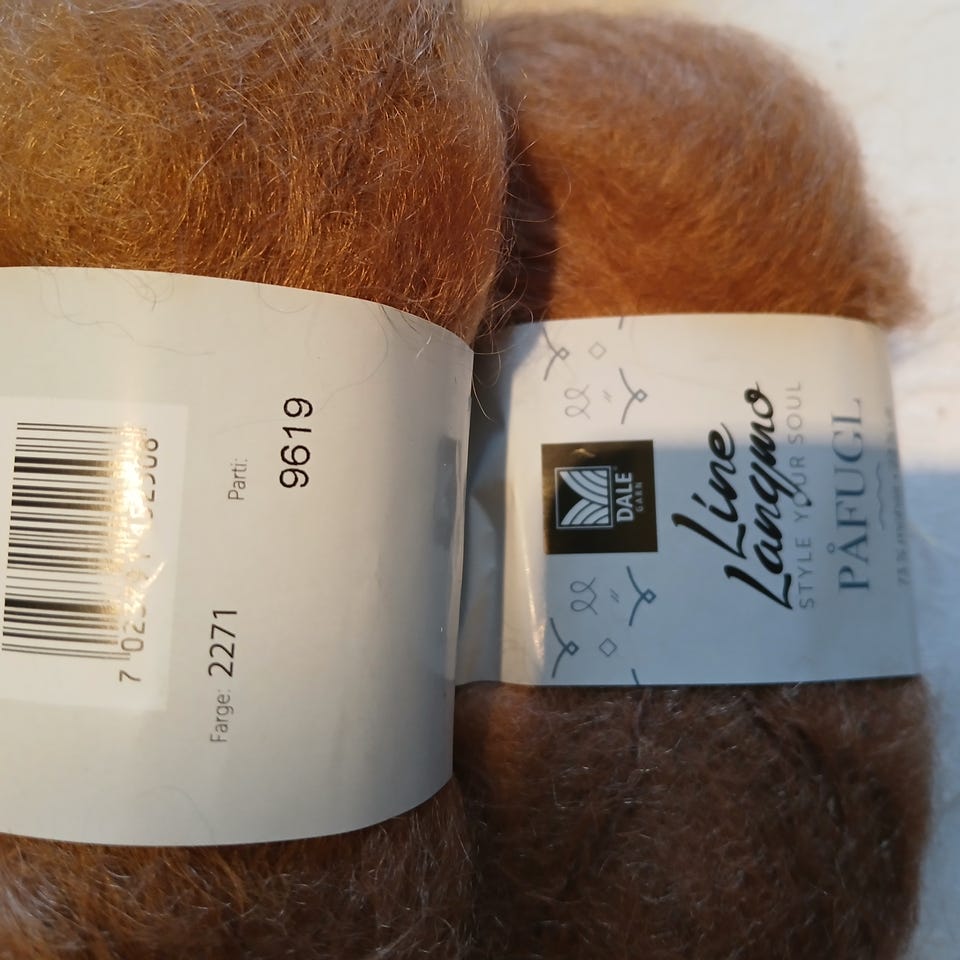 Parti:
9619
Farge: 2271
DALE
GARN
Line
Langmo
STYLE YOUR SOUL
PÅFUGL